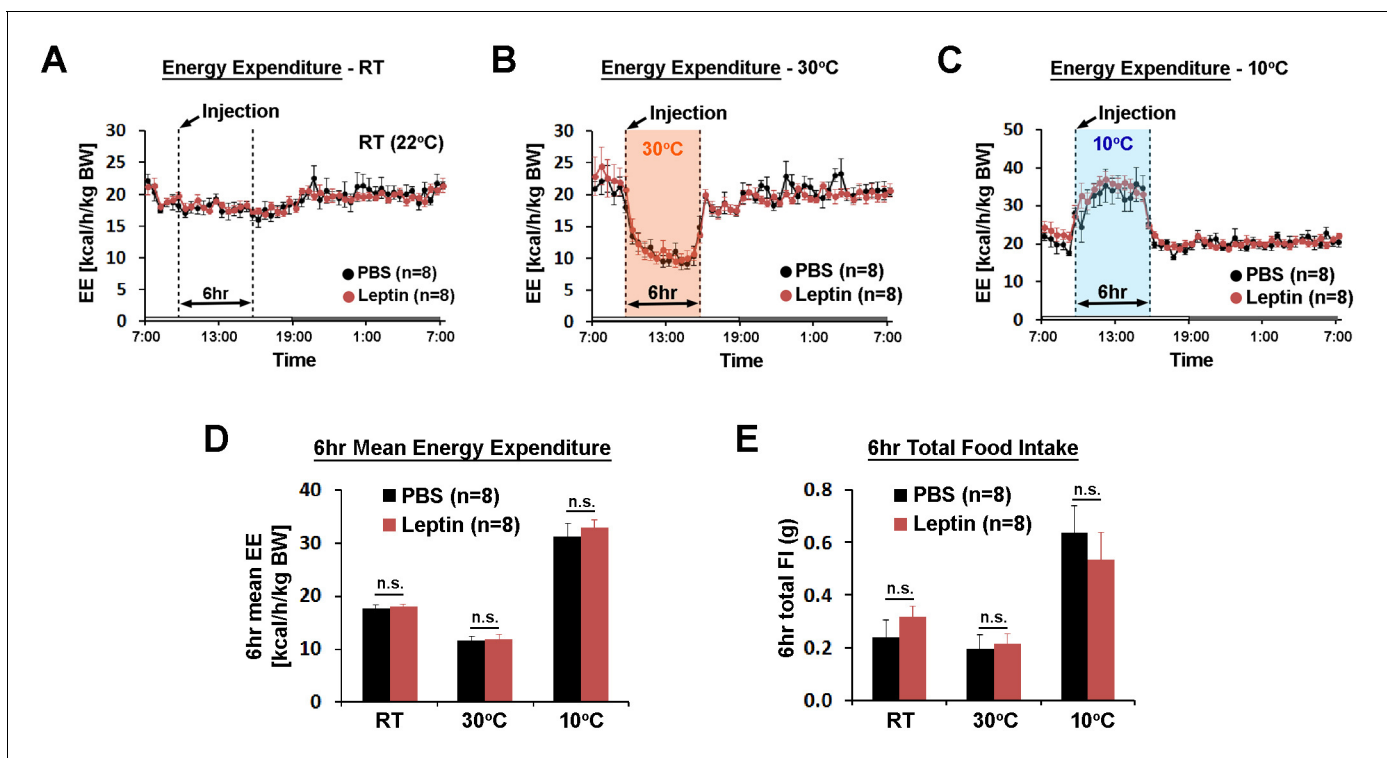 A
Energy Expenditure - RT
Injection
RT (22°C)
EE [kcal/h/kg BW]
30
25
20
15
10
5
0
PBS (n=8)
Leptin (n=8)
6hr
7:00 13:00 19:00 1:00 7:00
Time
B
Energy Expenditure - 30°C
Injection
30°C
EE [kcal/h/kg BW]
30
25
20
15
10
5
0
PBS (n=8)
Leptin (n=8)
6hr
7:00 13:00 19:00 1:00 7:00
Time
C
Energy Expenditure - 10°C
Injection
10°C
EE [kcal/h/kg BW]
50
40
30
20
10
0
PBS (n=8)
Leptin (n=8)
6hr
7:00 13:00 19:00 1:00 7:00
Time
D
6hr Mean Energy Expenditure
6hr mean EE
[kcal/h/kg BW]
40
30
20
10
0
PBS (n=8)
Leptin (n=8)
n.s.
n.s.
n.s.
RT 30°C 10°C
E
6hr Total Food Intake
6hr total FI (g)
0.8
0.6
0.4
0.2
0.0
PBS (n=8)
Leptin (n=8)
n.s.
n.s.
n.s.
RT 30°C 10°C